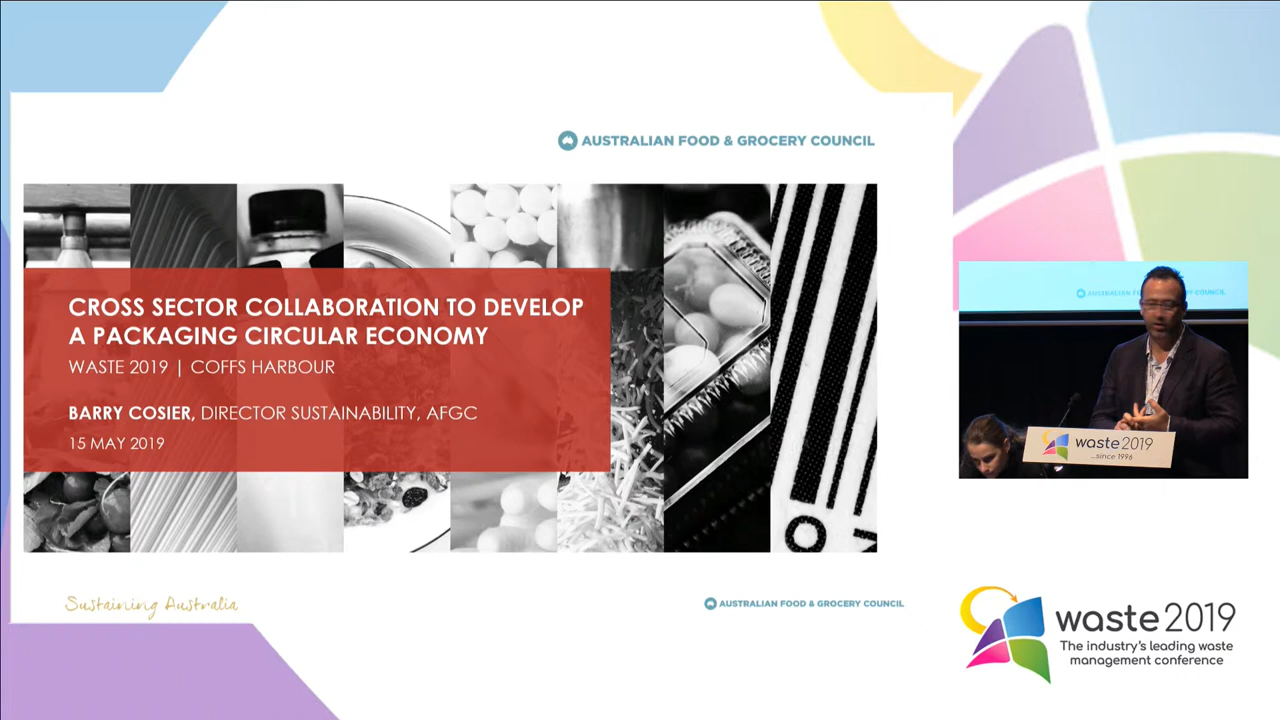 AUSTRALIAN FOOD & GROCERY COUNCIL
CROSS SECTOR COLLABORATION TO DEVELOP
A PACKAGING CIRCULAR ECONOMY
WASTE 2019 | COFFS HARBOUR
BARRY COSIER, DIRECTOR SUSTAINABILITY, AFGC
15 MAY 2019
Sustaining Australia
AUSTRALIAN FOOD & GROCERY COUNCIL
waste2019
...since 1996
waste2019
The industry's leading waste
management conference